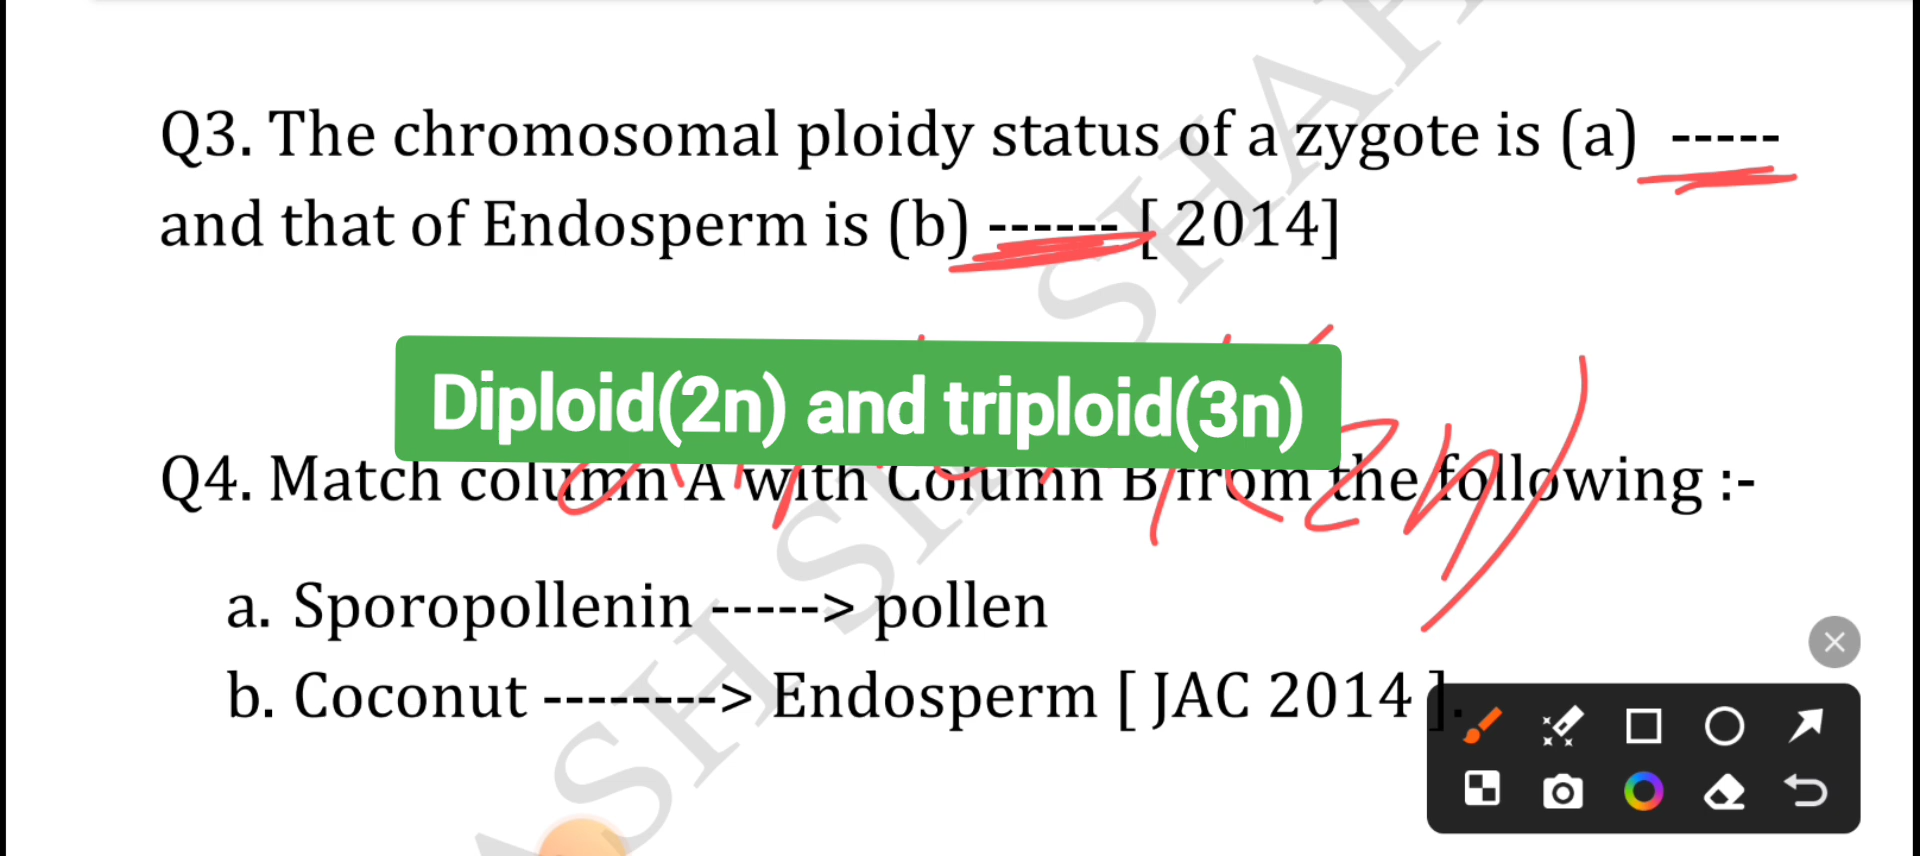 Q3. The chromosomal ploidy status of a zygote is (a) -----
and that of Endosperm is (b) ------ [ 2014]
Diploid(2n) and triploid(3n)
Q4. Match column A with Column B from the following :-
a. Sporopollenin -----> pollen
b. Coconut --------> Endosperm [ JAC 2014 ].